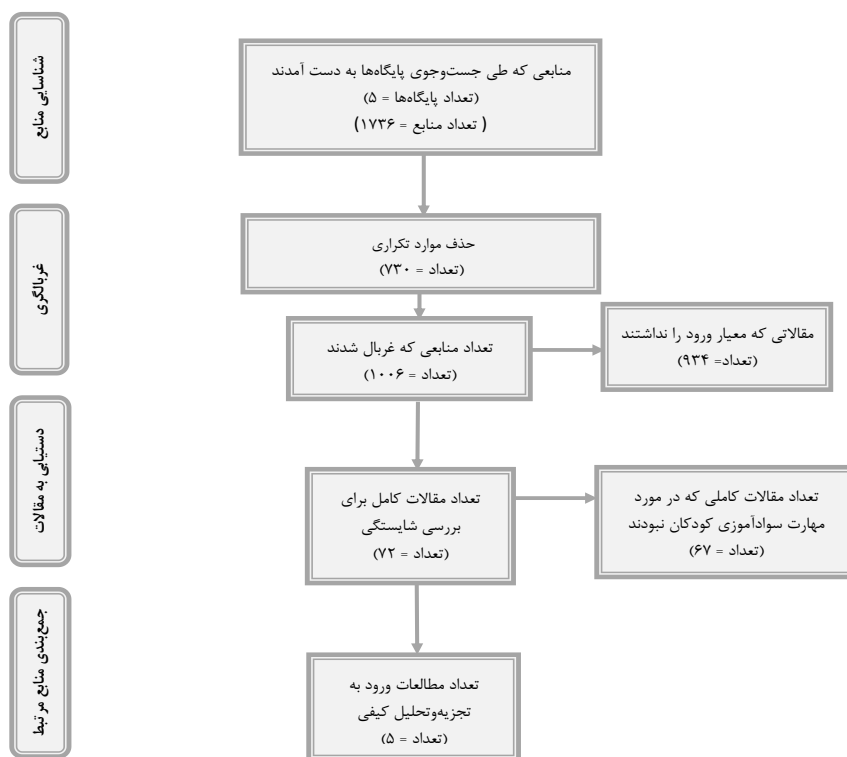 شناسایی منابع
منابعی که طی جست‌وجوی پایگاه‌ها به دست آمدند
(تعداد پایگاه‌ها = ۵)
( تعداد منابع = ۱۷۳۶)
غربالگری
حذف موارد تکراری
(تعداد = ۷۳۰)
تعداد منابعی که غربال شدند
(تعداد = ۱۰۰۶)
مقالاتی که معیار ورود را نداشتند
(تعداد= ۹۳۴)
دستیابی به مقالات
تعداد مقالات کامل برای
بررسی شایستگی
(تعداد = ۷۲)
تعداد مقالات کاملی که در مورد
مهارت سوادآموزی کودکان نبودند
(تعداد = ۶۷)
جمع‌بندی منابع مرتبط
تعداد مطالعات ورود به
تجزیه‌وتحلیل کیفی
(تعداد = ۵)